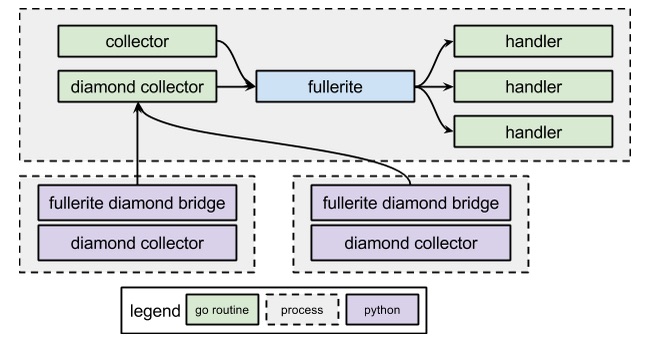 collector
handler
diamond collector
fullerite
handler
handler
fullerite diamond bridge
fullerite diamond bridge
diamond collector
diamond collector
legend
go routine
process
python